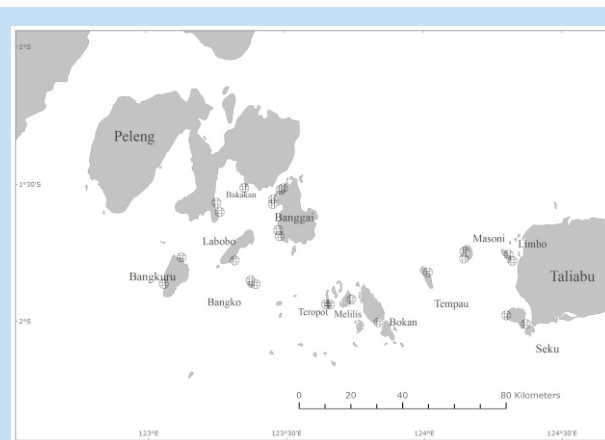 1°S
Peleng
1°30'S
Bakakan
Banggai
Labobo
Masoni
Limbo
Bangkuru
Taliabu
Bangko
Tempau
Teropot
Melilis
Bokan
2°S
Seku
0 20 40 80 Kilometers
123°E
123°30'E
124°E
124°30'E